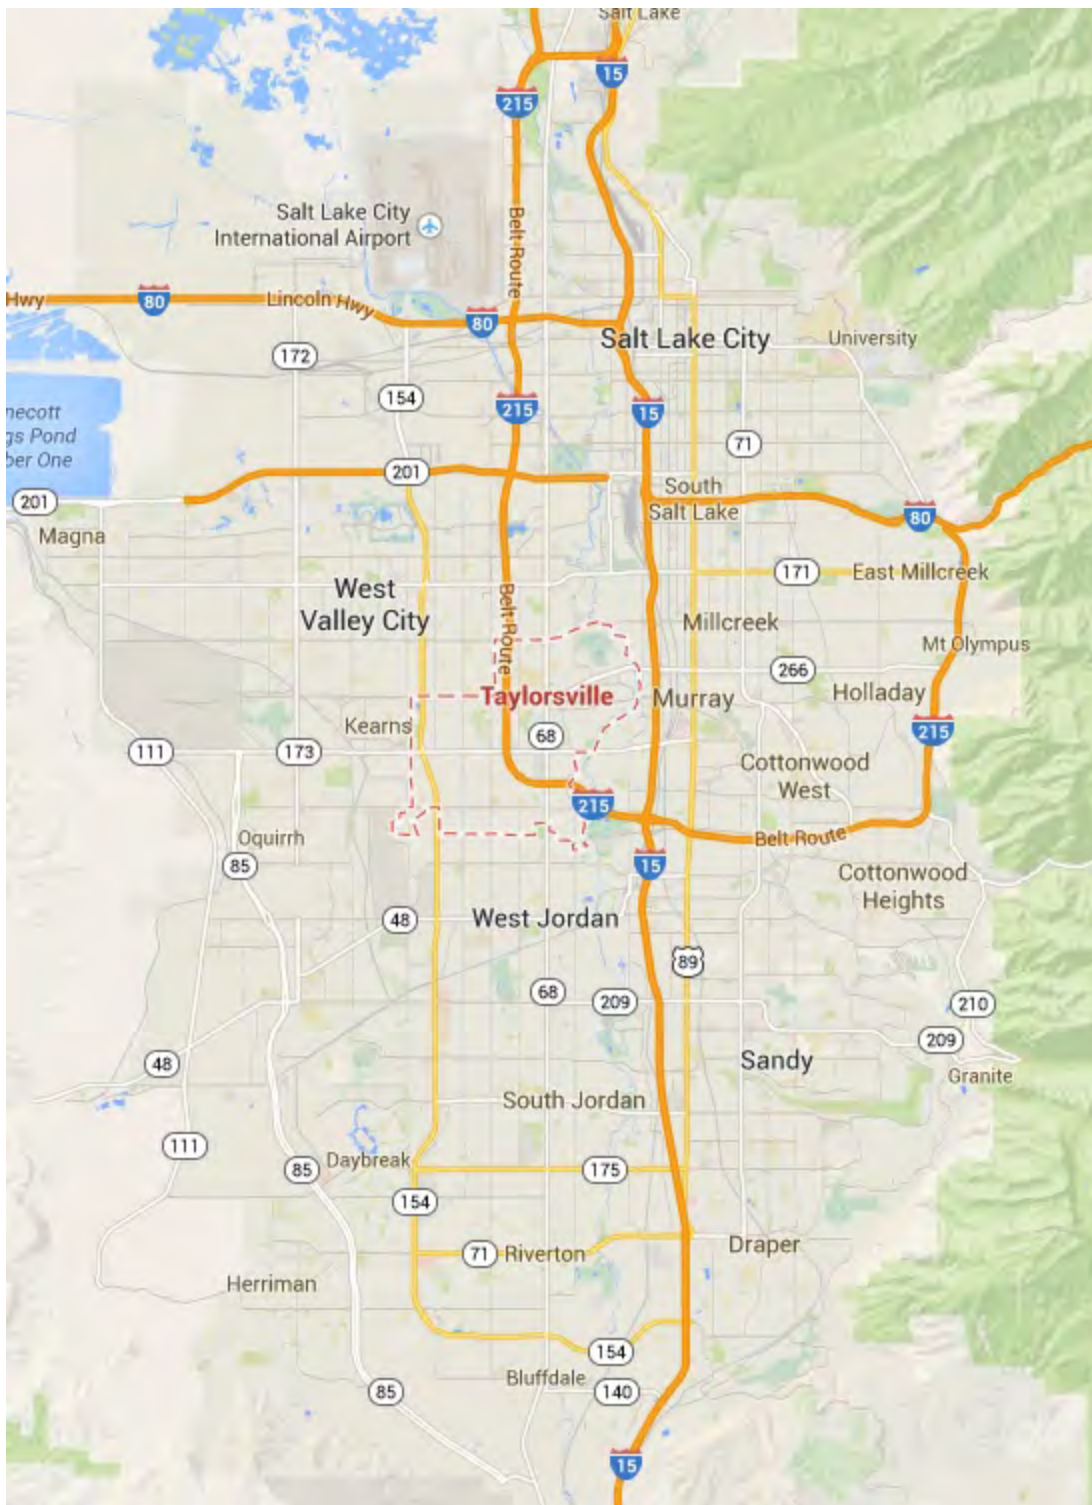 Salt Lake
15
215
Belt Route
Salt Lake City
International Airport
Hwy
80
Lincoln Hwy
80
Salt Lake City
University
172
154
215
15
71
201
South
Salt Lake
80
201
Magna
171
East Millcreek
West
Valley City
Belt Route
Millcreek
Mt Olympus
266
Taylorsville
Murray
Holladay
Kearns
68
215
111
173
Cottonwood
West
215
Oquirrh
Belt Route
85
15
Cottonwood
Heights
48
West Jordan
89
68
209
210
209
48
Sandy
Granite
South Jordan
111
Daybreak
85
175
154
71
Riverton
Draper
Herriman
154
Bluffdale
85
140
15